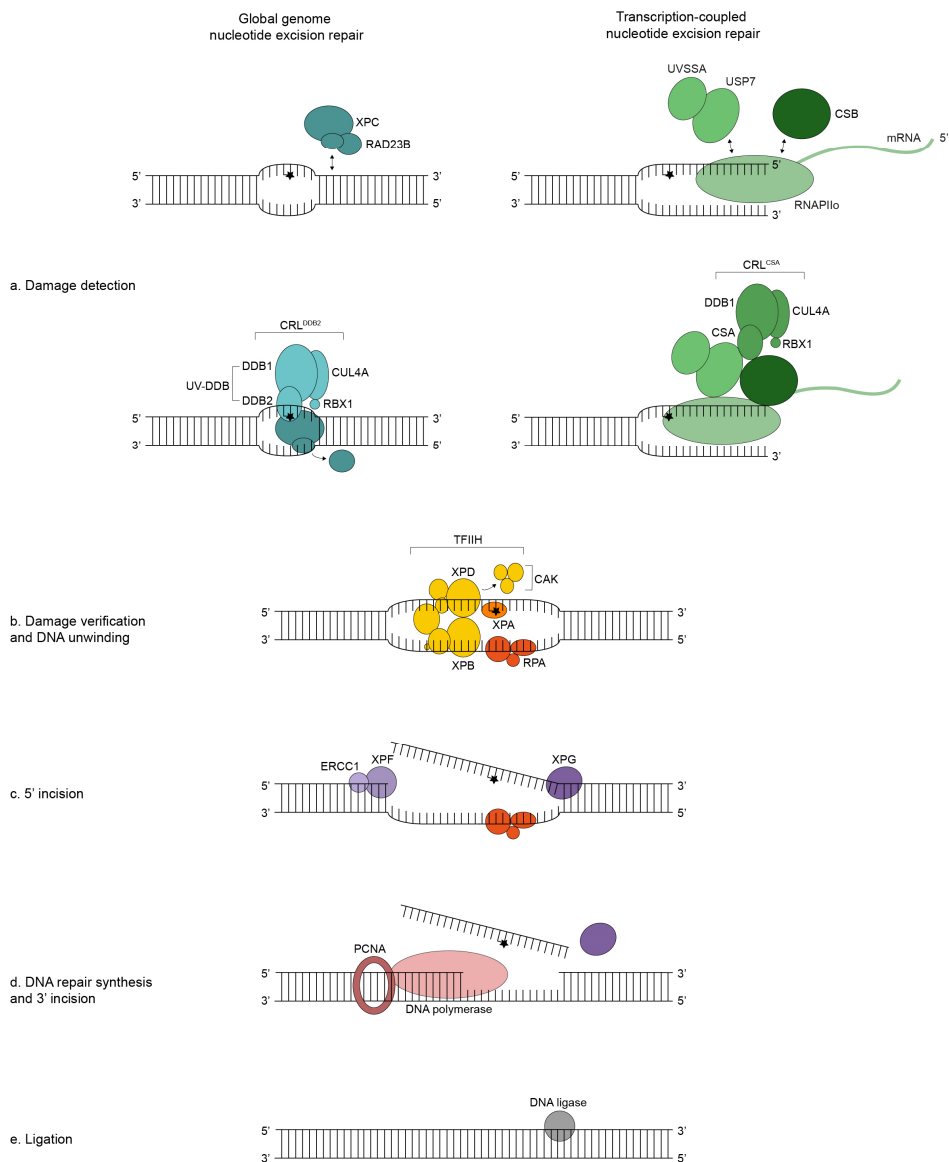 Global genome
nucleotide excision repair
Transcription-coupled
nucleotide excision repair
UVSSA
USP7
XPC
RAD23B
CSB
mRNA
5'
5'
3'
3'
5'
5'
3'
5'
3'
RNAPIIo
a. Damage detection
CRL^DDB2
DDB1
UV-DDB
CUL4A
DDB2
RBX1
5'
3'
3'
5'
CRL^CSA
DDB1
CUL4A
CSA
RBX1
5'
3'
3'
TFIIH
XPD
CAK
b. Damage verification
and DNA unwinding
5'
3'
XPA
3'
5'
XPB
RPA
c. 5' incision
ERCC1
XPF
XPG
5'
3'
3'
5'
d. DNA repair synthesis
and 3' incision
PCNA
5'
3'
3'
5'
DNA polymerase
e. Ligation
DNA ligase
5'
3'
3'
5'